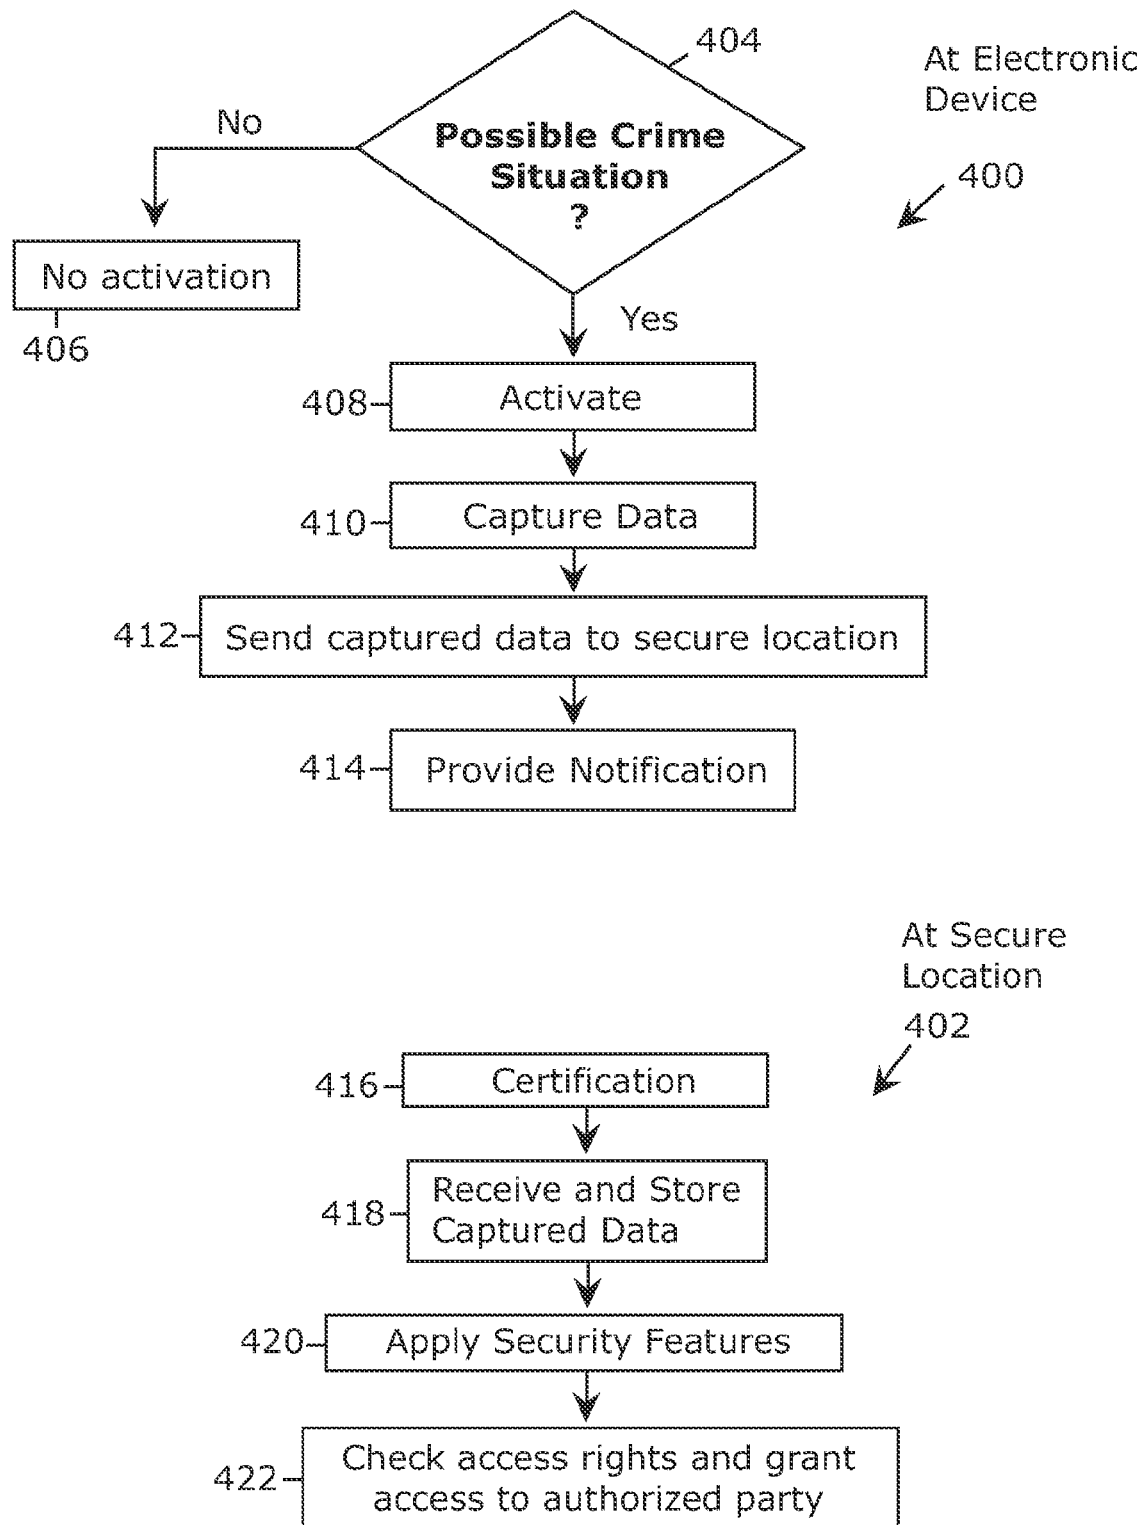 404
At Electronic
Device
No
Possible Crime
Situation
?
400
No activation
406
Yes
408
Activate
410
Capture Data
412
Send captured data to secure location
414
Provide Notification
At Secure
Location
402
416
Certification
418
Receive and Store
Captured Data
420
Apply Security Features
422
Check access rights and grant
access to authorized party